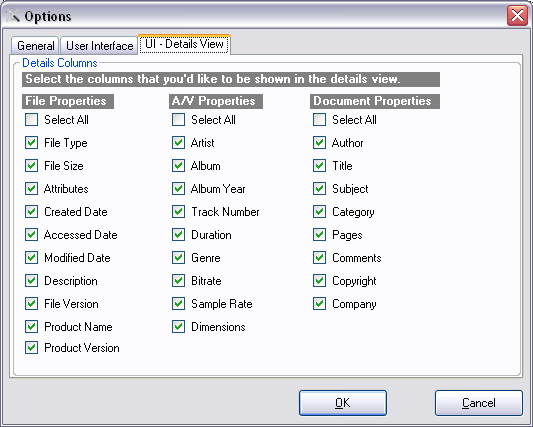 Options
General
User Interface
UI - Details View
Details Columns
Select the columns that you'd like to be shown in the details view.
File Properties
Select All
File Type
File Size
Attributes
Created Date
Accessed Date
Modified Date
Description
File Version
Product Name
Product Version
A/V Properties
Select All
Artist
Album
Album Year
Track Number
Duration
Genre
Bitrate
Sample Rate
Dimensions
Document Properties
Select All
Author
Title
Subject
Category
Pages
Comments
Copyright
Company
OK
Cancel